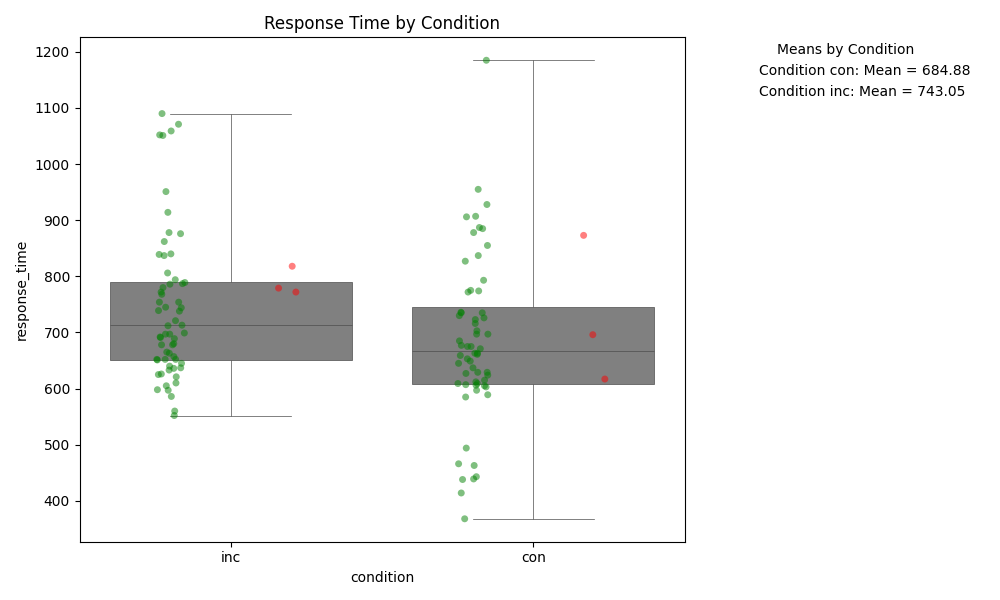 Response Time by Condition
Means by Condition
Condition con: Mean = 684.88
Condition inc: Mean = 743.05
response_time
1200
1100
1000
900
800
700
600
500
400
inc con
condition